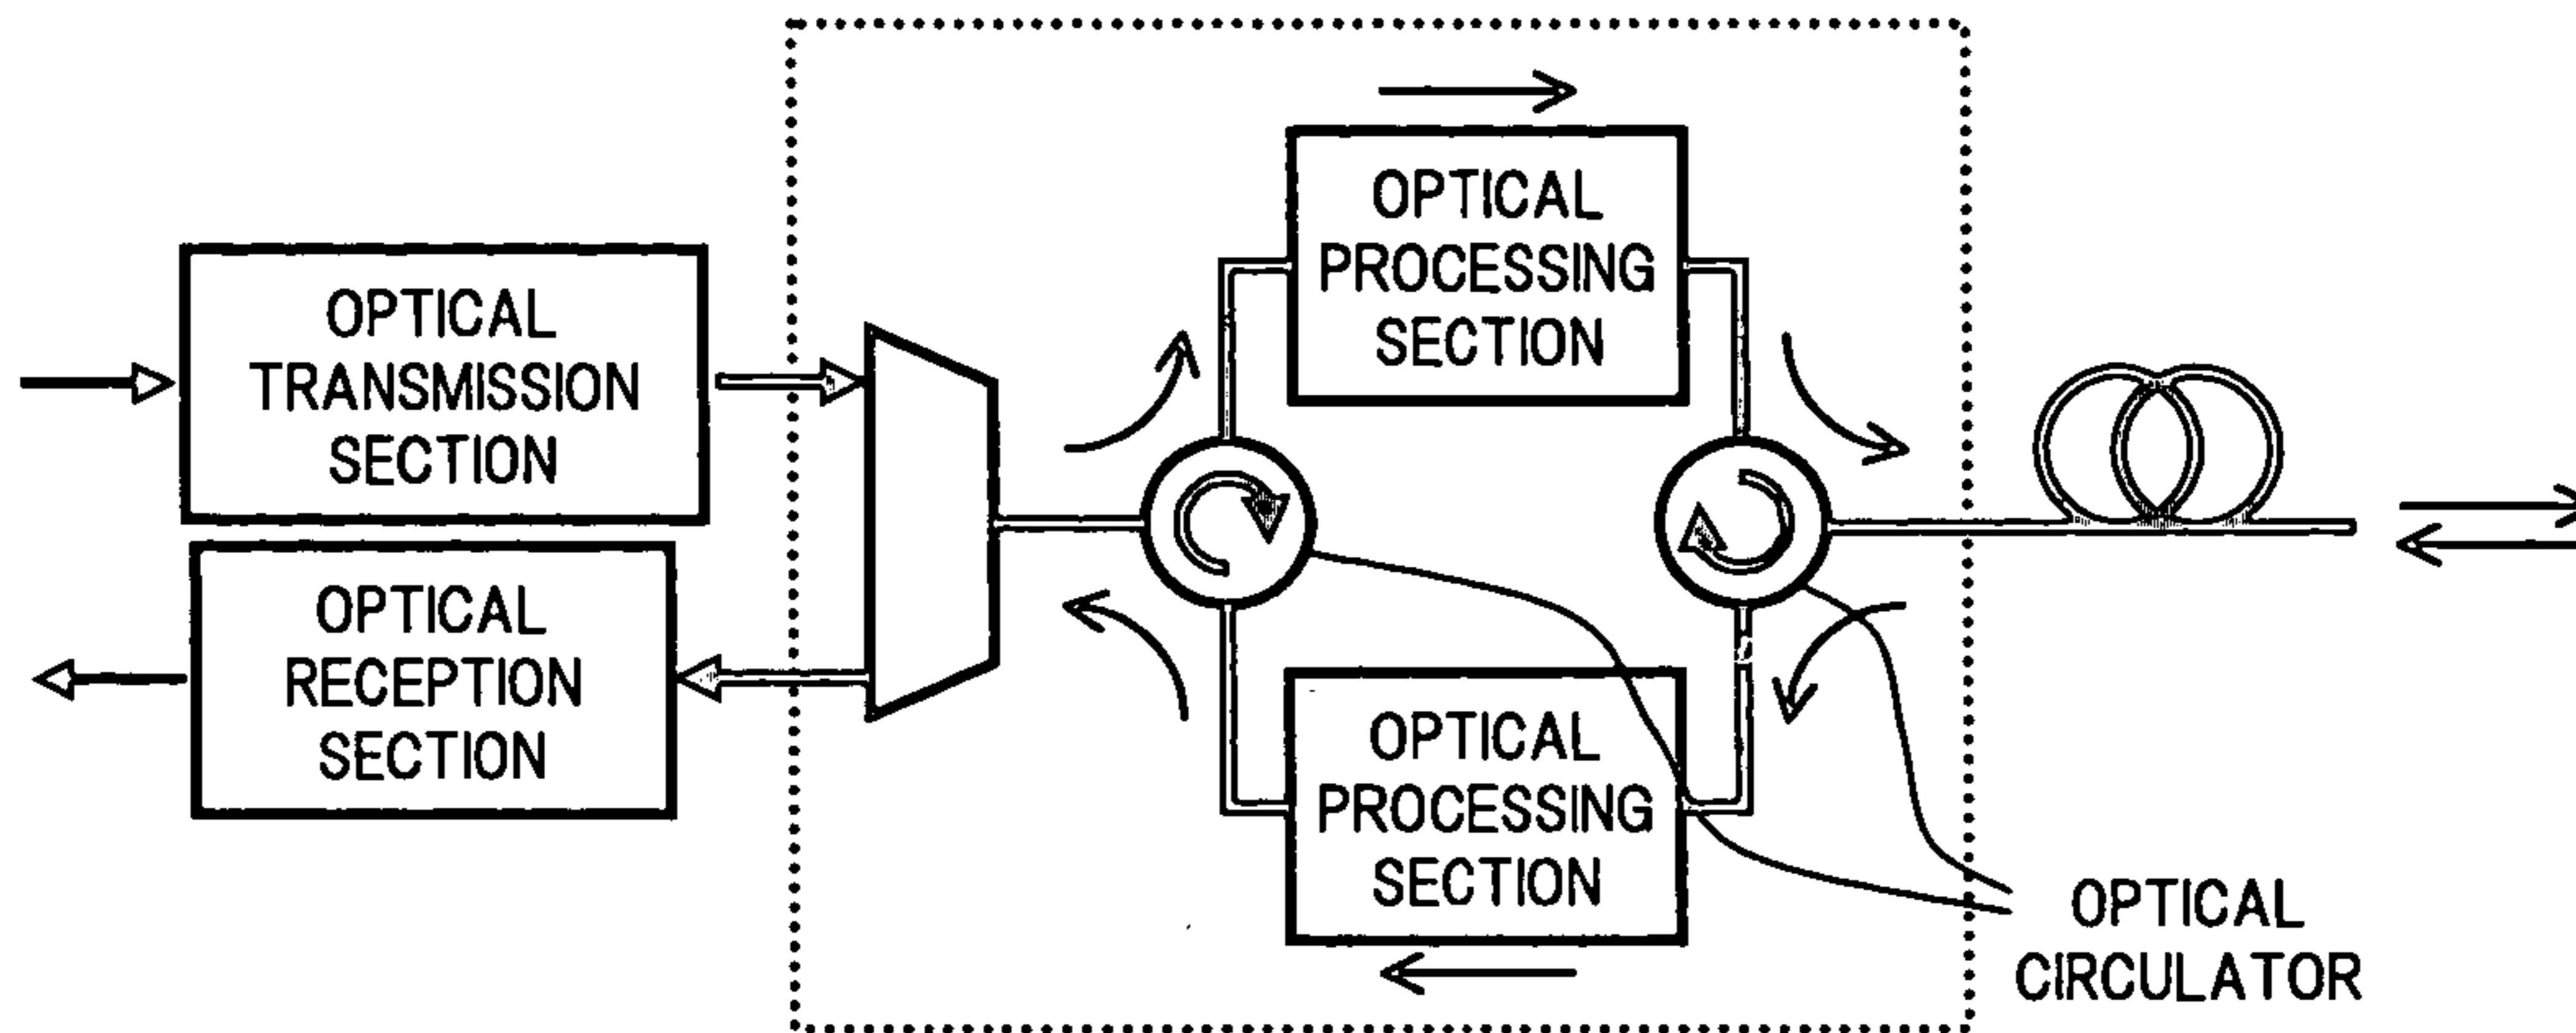 OPTICAL
TRANSMISSION
SECTION
OPTICAL
RECEPTION
SECTION
OPTICAL
PROCESSING
SECTION
OPTICAL
PROCESSING
SECTION
OPTICAL
CIRCULATOR